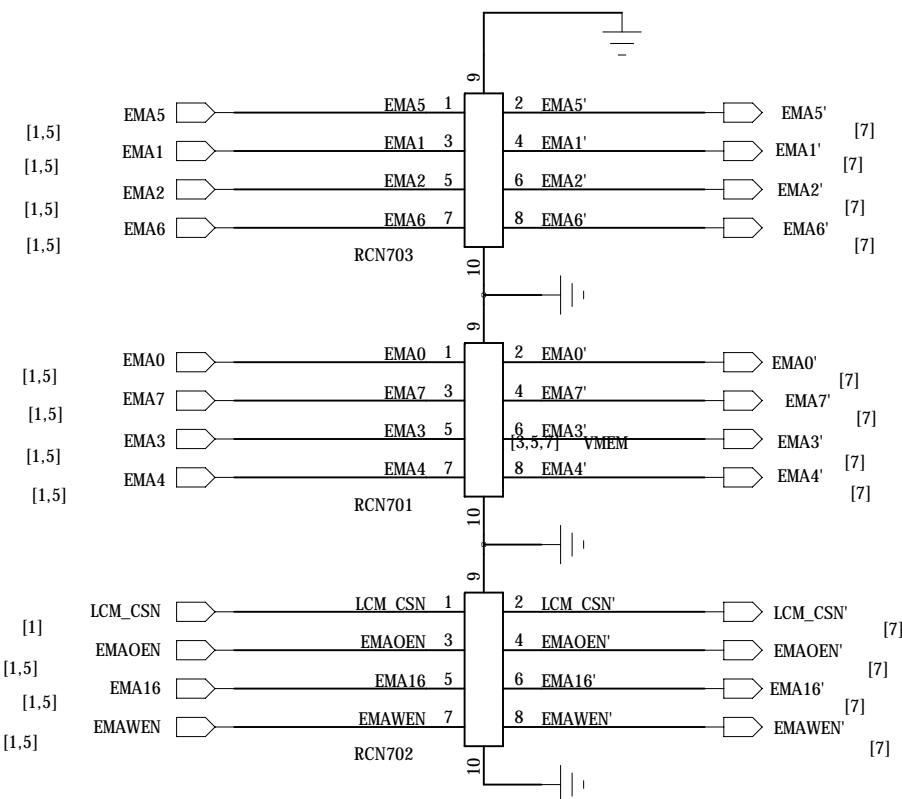 9
EMA5 EMA5 1 2 EMA5' EMA5'
[1,5] [7]
EMA1 EMA1 3 4 EMA1' EMA1'
[1,5] [7]
EMA2 EMA2 5 6 EMA2' EMA2'
[1,5] [7]
EMA6 EMA6 7 8 EMA6' EMA6'
[1,5] [7]
RCN703 10
9
EMA0 EMA0 1 2 EMA0' EMA0'
[1,5] [7]
EMA7 EMA7 3 4 EMA7' EMA7'
[1,5] [7]
EMA3 EMA3 5 6 EMA3' EMA3'
[3,5,7] VMEM
[1,5] [7]
EMA4 EMA4 7 8 EMA4' EMA4'
[1,5] [7]
RCN701 10
9
LCM_CSN LCM_CSN 1 2 LCM_CSN' LCM_CSN'
[1] [7]
EMAOEN EMAOEN 3 4 EMAOEN' EMAOEN'
[1,5] [7]
EMA16 EMA16 5 6 EMA16' EMA16'
[1,5] [7]
EMAWEN EMAWEN 7 8 EMAWEN' EMAWEN'
[1,5] [7]
RCN702 10